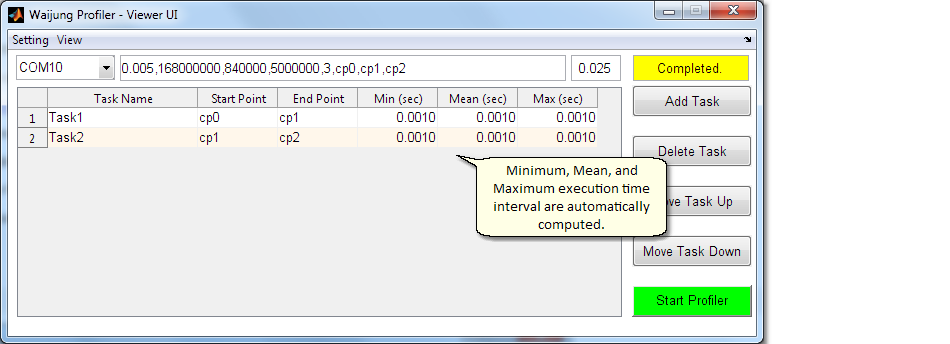 Waijung Profiler - Viewer UI
Setting View
COM10 0.005,168000000,840000,5000000,3,cp0,cp1,cp2 0.025 Completed.
Task Name Start Point End Point Min (sec) Mean (sec) Max (sec)
1 Task1 cp0 cp1 0.0010 0.0010 0.0010
2 Task2 cp1 cp2 0.0010 0.0010 0.0010
Minimum, Mean, and
Maximum execution time
interval are automatically
computed.
Add Task
Delete Task
Task Up
Move Task Down
Start Profiler